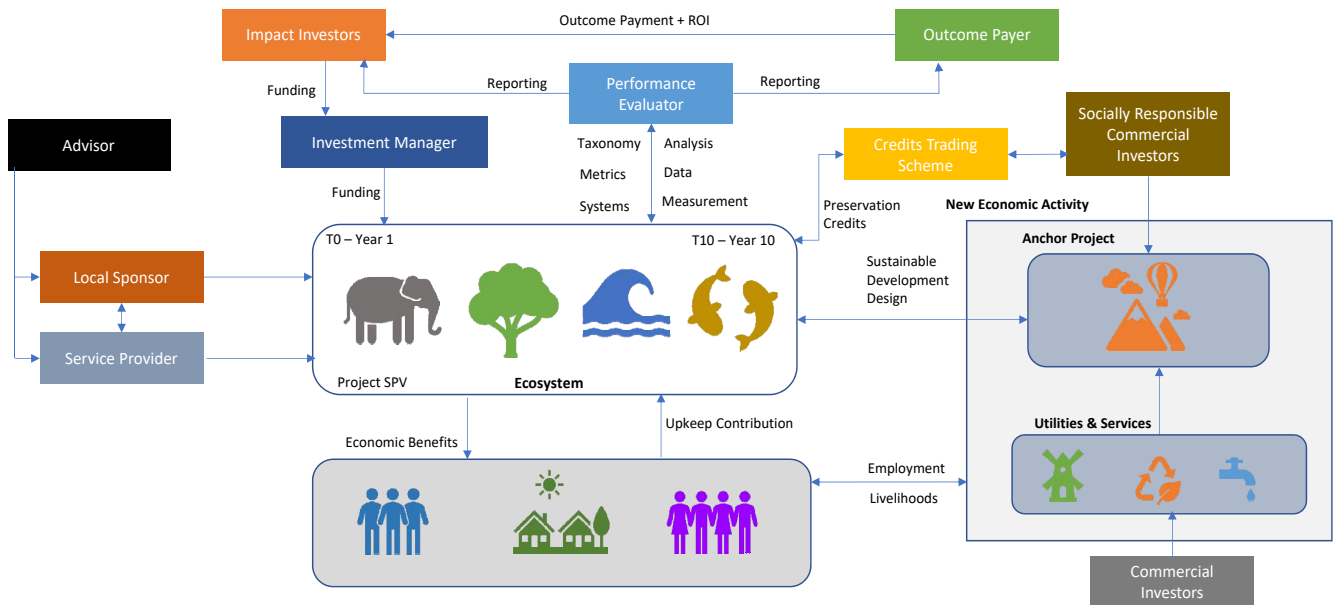 Outcome Payment + ROI
Impact Investors
Outcome Payer
Funding
Reporting
Performance
Evaluator
Reporting
Socially Responsible
Commercial
Investors
Advisor
Investment Manager
Taxonomy
Analysis
Metrics
Data
Systems
Measurement
Credits Trading
Scheme
Funding
Preservation
Credits
New Economic Activity
T0 – Year 1
T10 – Year 10
Anchor Project
Local Sponsor
Sustainable
Development
Design
Service Provider
Project SPV
Ecosystem
Economic Benefits
Upkeep Contribution
Utilities & Services
Employment
Livelihoods
Commercial
Investors